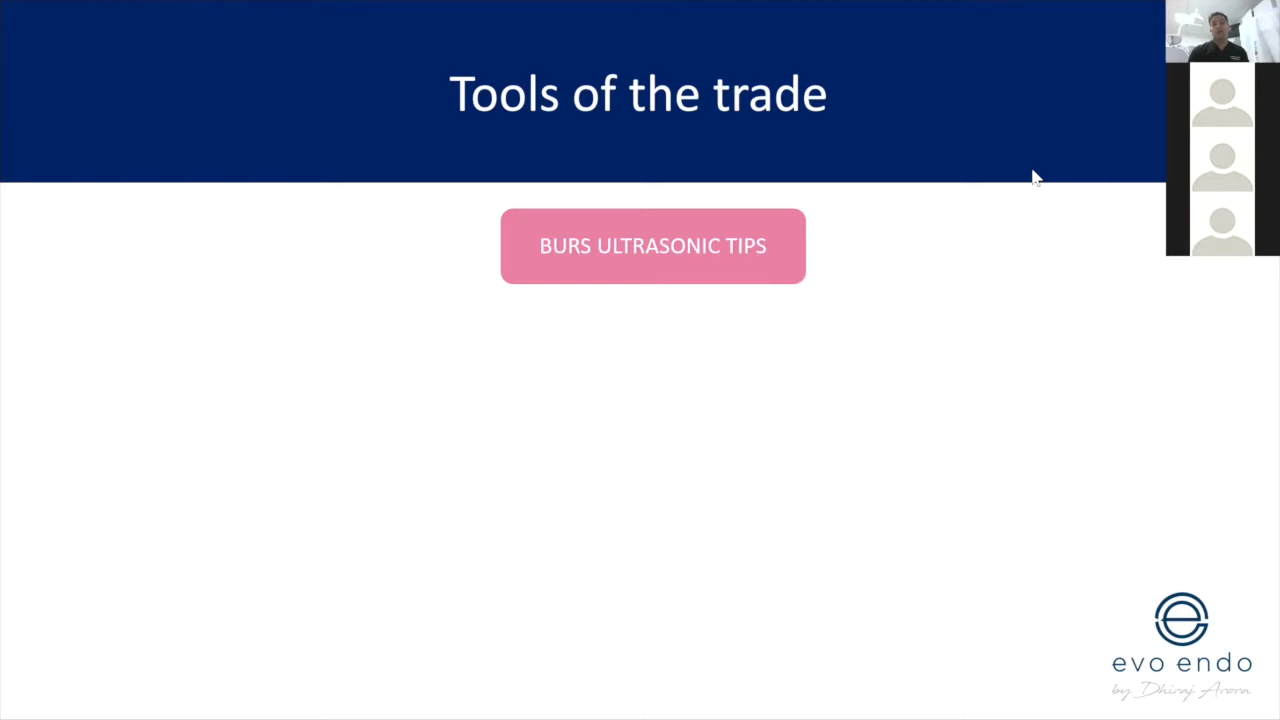 Tools of the trade
BURS ULTRASONIC TIPS
evo endo
by Dhiraj Arora